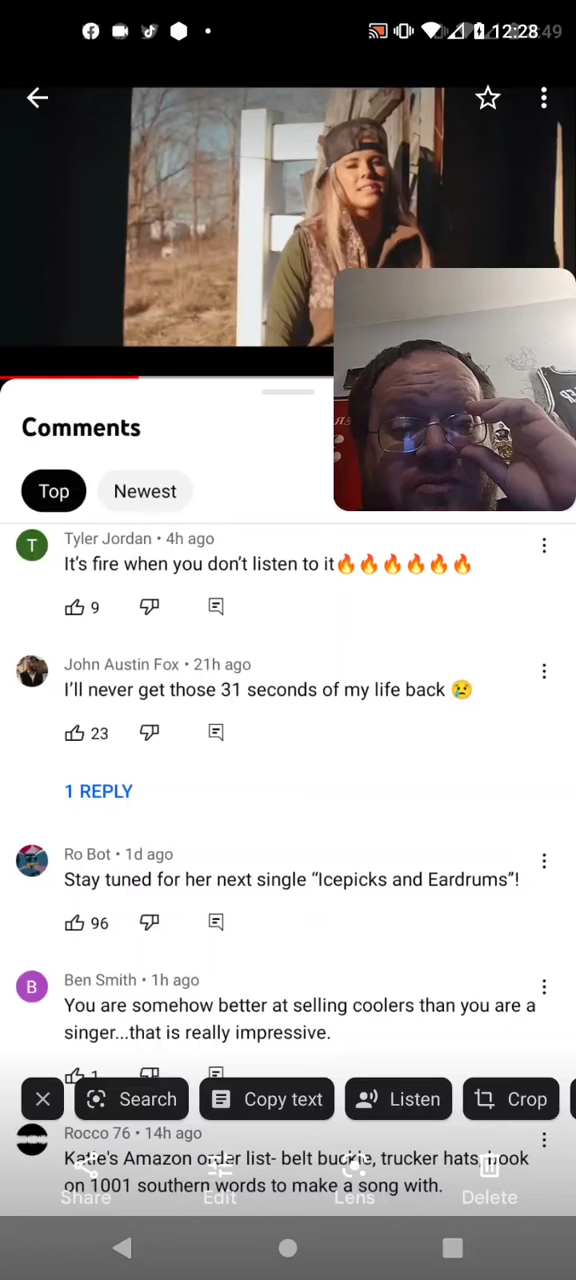 12:28
:49
Comments
Top
Newest
Tyler Jordan • 4h ago
It's fire when you don't listen to it🔥🔥🔥🔥🔥🔥
9
John Austin Fox • 21h ago
I'll never get those 31 seconds of my life back 😢
23
1 REPLY
Ro Bot • 1d ago
Stay tuned for her next single “Icepicks and Eardrums”!
96
B
Ben Smith • 1h ago
You are somehow better at selling coolers than you are a
singer...that is really impressive.
1
Search
Copy text
Listen
Crop
Rocco 76 • 14h ago
Katie's Amazon order list- belt buckle, trucker hats, book
on 1001 southern words to make a song with.
Share
Edit
Lens
Delete
T